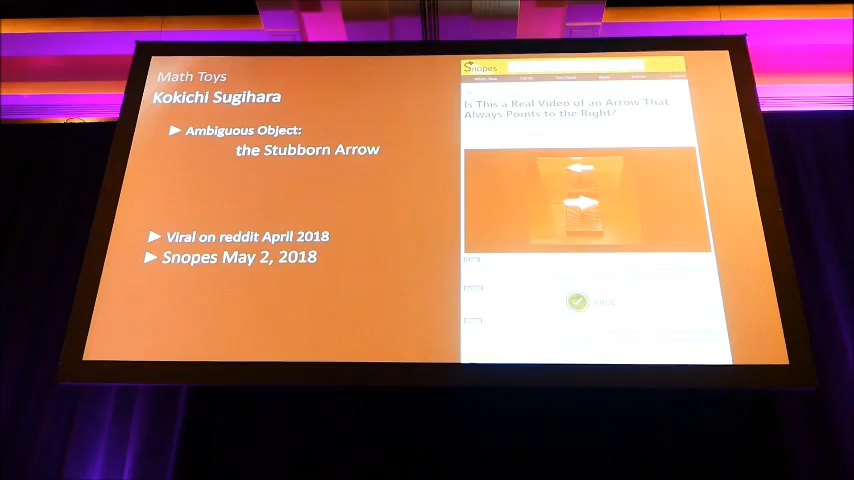 Math Toys
Kokichi Sugihara
▶ Ambiguous Object:
the Stubborn Arrow
▶ Viral on reddit April 2018
▶ Snopes May 2, 2018
Snopes
Is This a Real Video of an Arrow That
Always Points to the Right?
TRUE